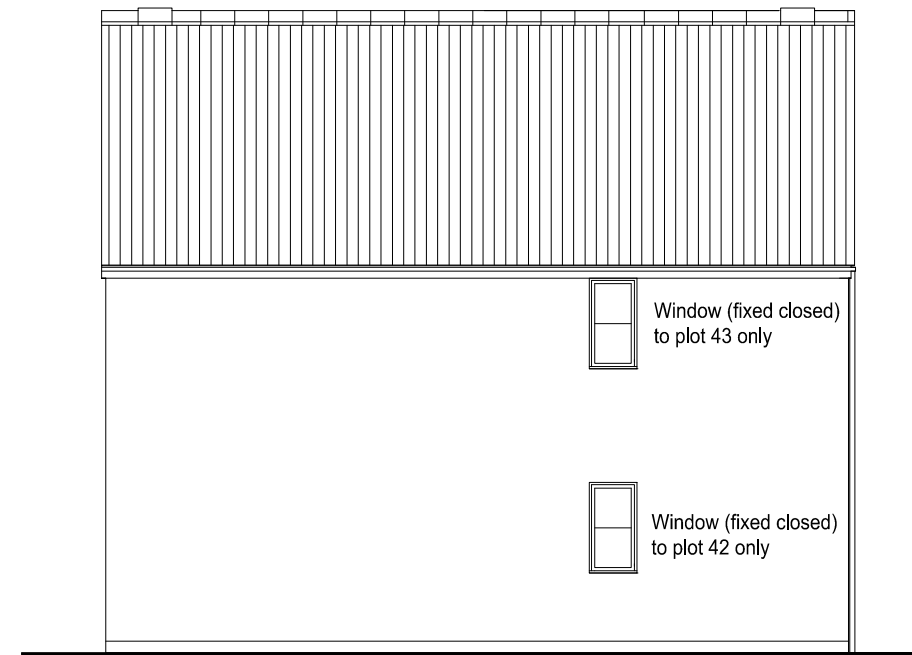 Window (fixed closed)
to plot 43 only
Window (fixed closed)
to plot 42 only